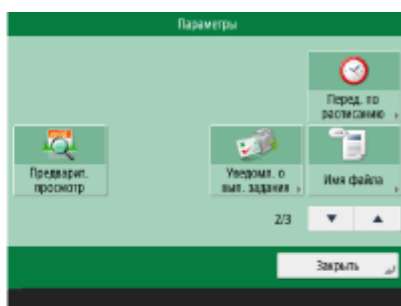 Параметры
Перед. по
расписанию
Предварит.
просмотр
Уведомл. о
вып. задания
Имя файла
2/3
Закрыть